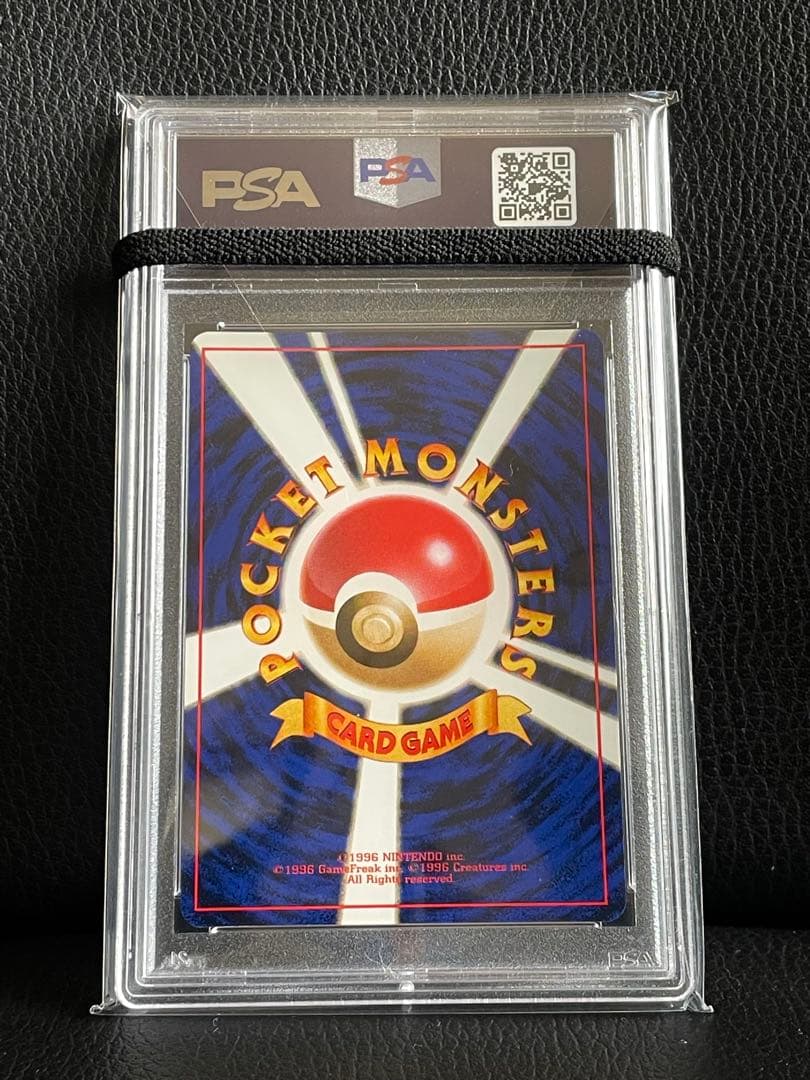 PSA
PSA
POCKET MONSTERS
CARD GAME
©1996 NINTENDO inc.
©1996 GameFreak inc. ©1996 Creatures inc.
All Rights reserved.
PSA